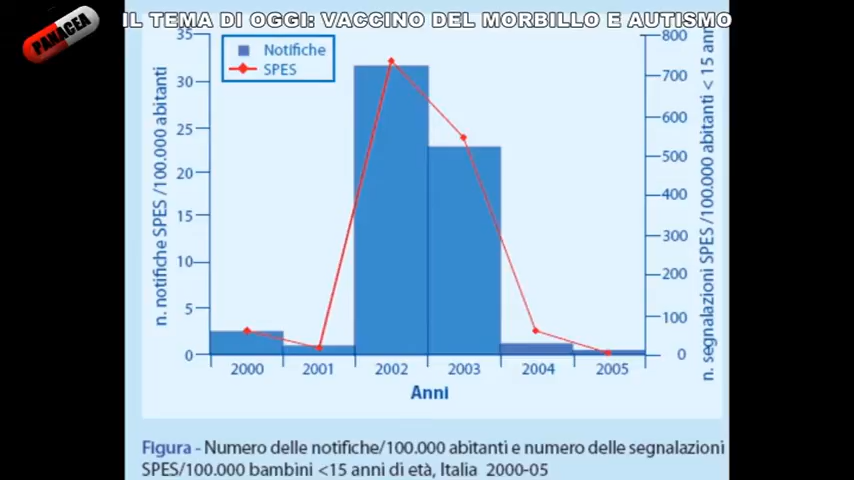 PANACEA
IL TEMA DI OGGI: VACCINO DEL MORBILLO E AUTISMO
Notifiche
SPES
n. notifiche SPES /100.000 abitanti
35
30
25
20
15
10
5
0
800
700
600
500
400
300
200
100
0
n. segnalazioni SPES /100.000 abitanti < 15 anni
2000 2001 2002 2003 2004 2005
Anni
Figura - Numero delle notifiche/100.000 abitanti e numero delle segnalazioni
SPES/100.000 bambini <15 anni di età, Italia 2000-05